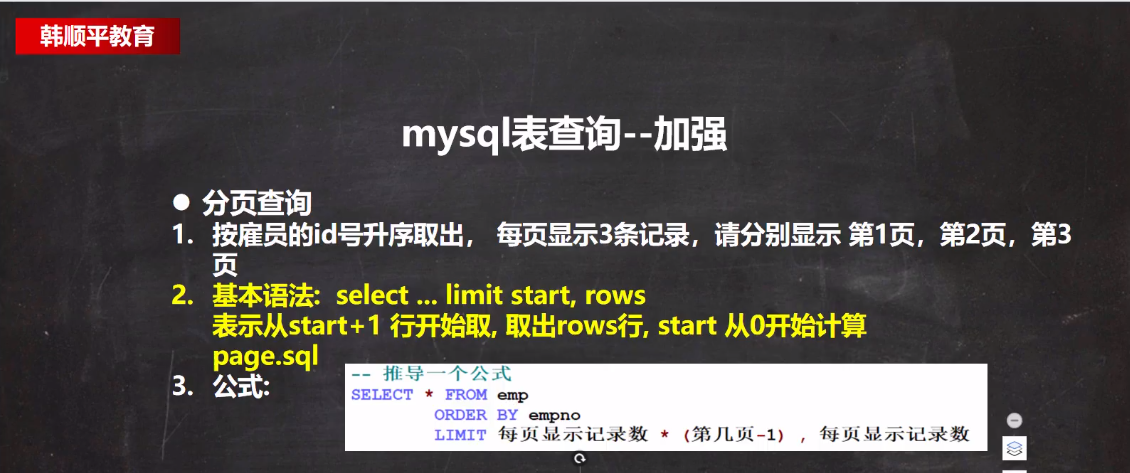 韩顺平教育
mysql表查询--加强
● 分页查询
1. 按雇员的id号升序取出， 每页显示3条记录，请分别显示 第1页，第2页，第3
页
2. 基本语法: select ... limit start, rows
表示从start+1 行开始取, 取出rows行, start 从0开始计算
page.sql
3. 公式:
-- 推导一个公式
SELECT * FROM emp
ORDER BY empno
LIMIT 每页显示记录数 * (第几页-1) , 每页显示记录数